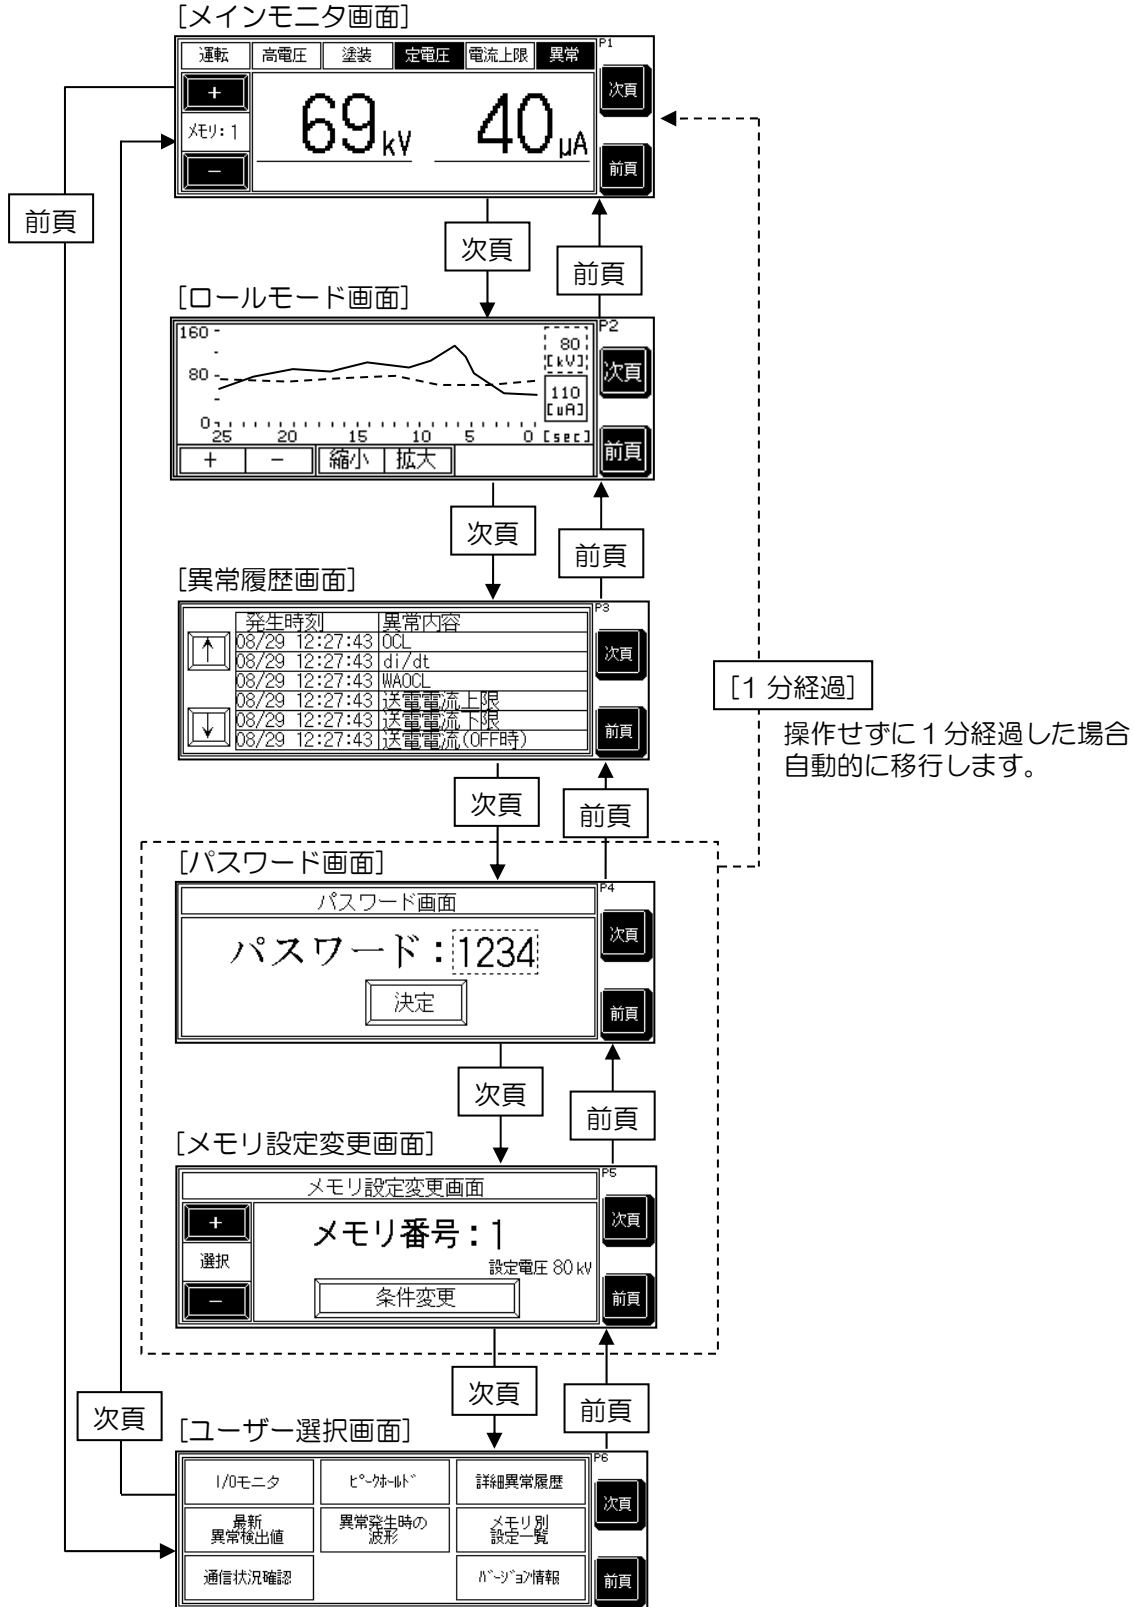 [メインモニタ画面]
P1
運転 高電圧 塗装 定電圧 電流上限 異常
+
メモリ: 1
－
69kV 40μA
次頁
前頁
前頁
次頁
前頁
[ロールモード画面]
P2
160
80
0
25 20 15 10 5 0 [sec]
80
[kV]
110
[uA]
+ － 縮小 拡大
次頁
前頁
次頁
前頁
[異常履歴画面]
P3
発生時刻 異常内容
↑
08/29 12:27:43 OCL
08/29 12:27:43 di/dt
08/29 12:27:43 WAOCL
08/29 12:27:43 送電電流上限
08/29 12:27:43 送電電流下限
08/29 12:27:43 送電電流(OFF時)
↓
次頁
前頁
[1 分経過]
操作せずに１分経過した場合
自動的に移行します。
次頁
前頁
[パスワード画面]
P4
パスワード画面
パスワード：1234
決定
次頁
前頁
次頁
前頁
[メモリ設定変更画面]
P5
メモリ設定変更画面
+
選択
－
メモリ番号：1
設定電圧 80 kV
条件変更
次頁
前頁
次頁
前頁
次頁
[ユーザー選択画面]
P6
I/Oモニタ ﾋﾟｰｸﾎｰﾙﾄﾞ 詳細異常履歴
最新
異常検出値
異常発生時の
波形
メモリ別
設定一覧
通信状況確認 ﾊﾞｰｼﾞｮﾝ情報
次頁
前頁